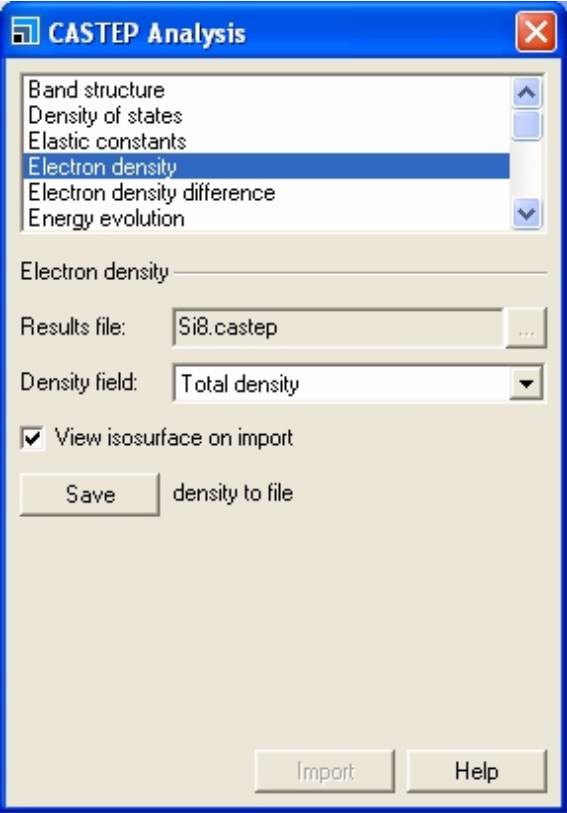 CASTEP Analysis
Band structure
Density of states
Elastic constants
Electron density
Electron density difference
Energy evolution
Electron density
Results file: Si8.castep ...
Density field: Total density
View isosurface on import
Save density to file
Import Help